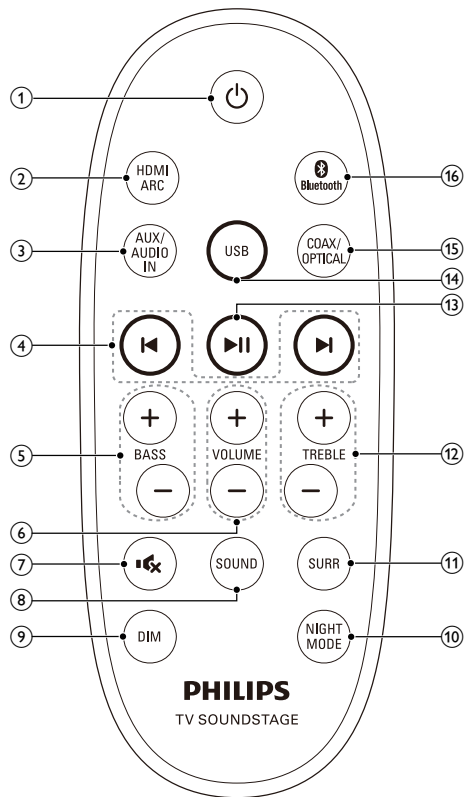 ①
②
HDMI
ARC
Bluetooth
⑯
③
AUX/
AUDIO
IN
USB
COAX/
OPTICAL
⑮
⑭
⑬
④
⑤
BASS
VOLUME
TREBLE
⑫
⑥
⑦
SOUND
SURR
⑪
⑧
⑨
DIM
NIGHT
MODE
⑩
PHILIPS
TV SOUNDSTAGE